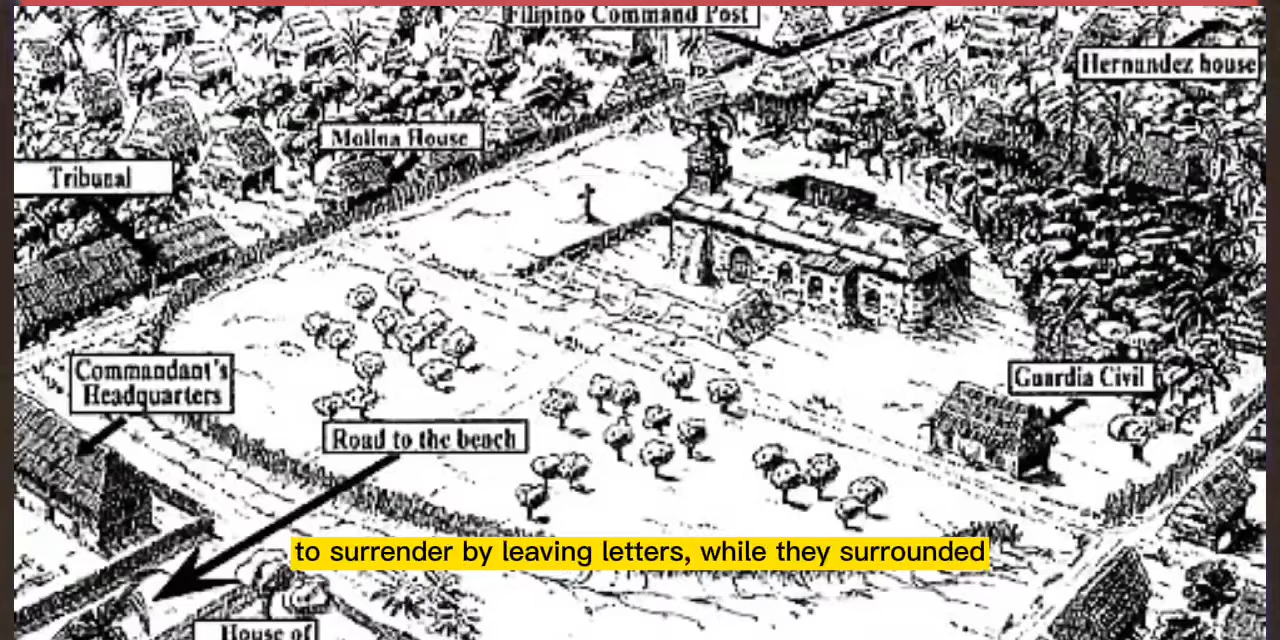 Filipino Command Post
Hernandez house
Molina House
Tribunal
Commandant's
Headquarters
Guardia Civil
Road to the beach
to surrender by leaving letters, while they surrounded
House of